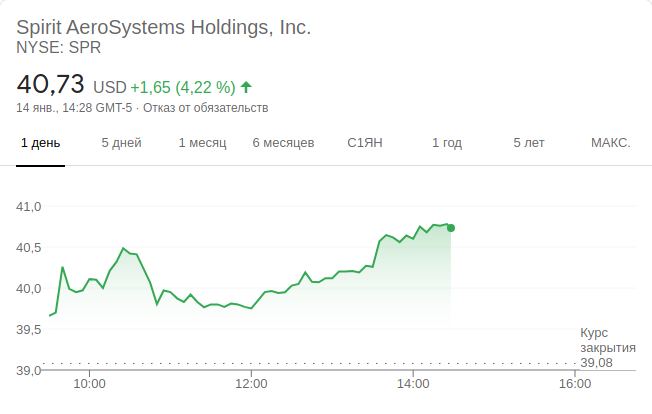 Spirit AeroSystems Holdings, Inc.
NYSE: SPR
40,73 USD +1,65 (4,22 %)
14 янв., 14:28 GMT-5 · Отказ от обязательств
1 день 5 дней 1 месяц 6 месяцев С1ЯН 1 год 5 лет МАКС.
41,0
40,5
40,0
39,5
39,0
Курс
закрытия
39,08
10:00 12:00 14:00 16:00